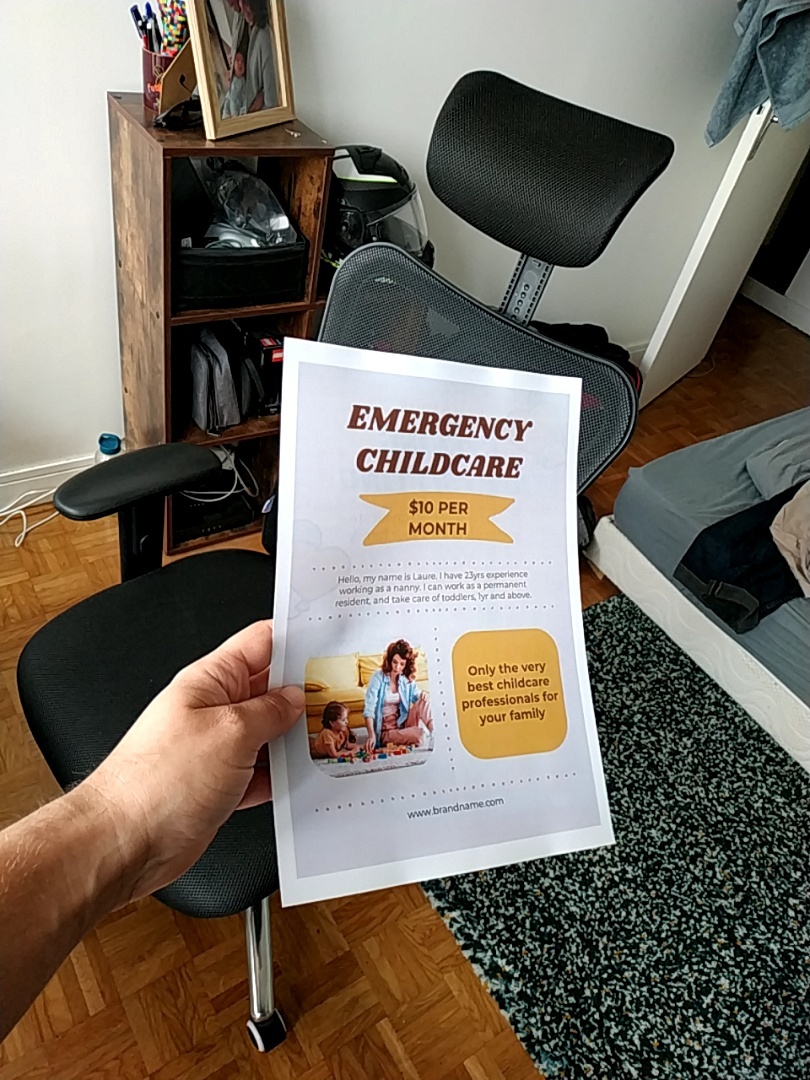 EMERGENCY
CHILDCARE
$10 PER
MONTH
Hello, my name is Laure. I have 23yrs experience
working as a nanny. I can work as a permanent
resident, and take care of toddlers, 1yr and above.
Only the very
best childcare
professionals for
your family
www.brandname.com